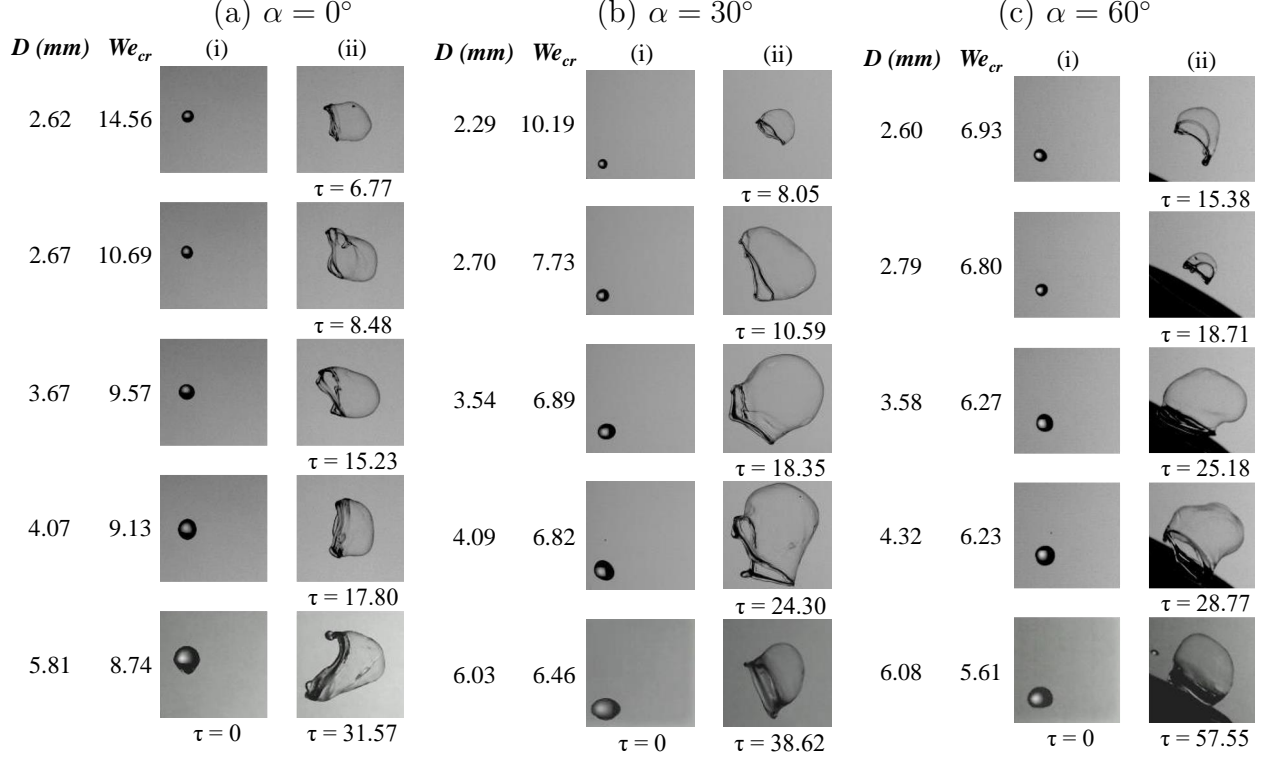 (a) α = 0°
D (mm) We_cr (i) (ii)
2.62 14.56
τ = 6.77
2.67 10.69
τ = 8.48
3.67 9.57
τ = 15.23
4.07 9.13
τ = 17.80
5.81 8.74
τ = 0 τ = 31.57
(b) α = 30°
D (mm) We_cr (i) (ii)
2.29 10.19
τ = 8.05
2.70 7.73
τ = 10.59
3.54 6.89
τ = 18.35
4.09 6.82
τ = 24.30
6.03 6.46
τ = 0 τ = 38.62
(c) α = 60°
D (mm) We_cr (i) (ii)
2.60 6.93
τ = 15.38
2.79 6.80
τ = 18.71
3.58 6.27
τ = 25.18
4.32 6.23
τ = 28.77
6.08 5.61
τ = 0 τ = 57.55